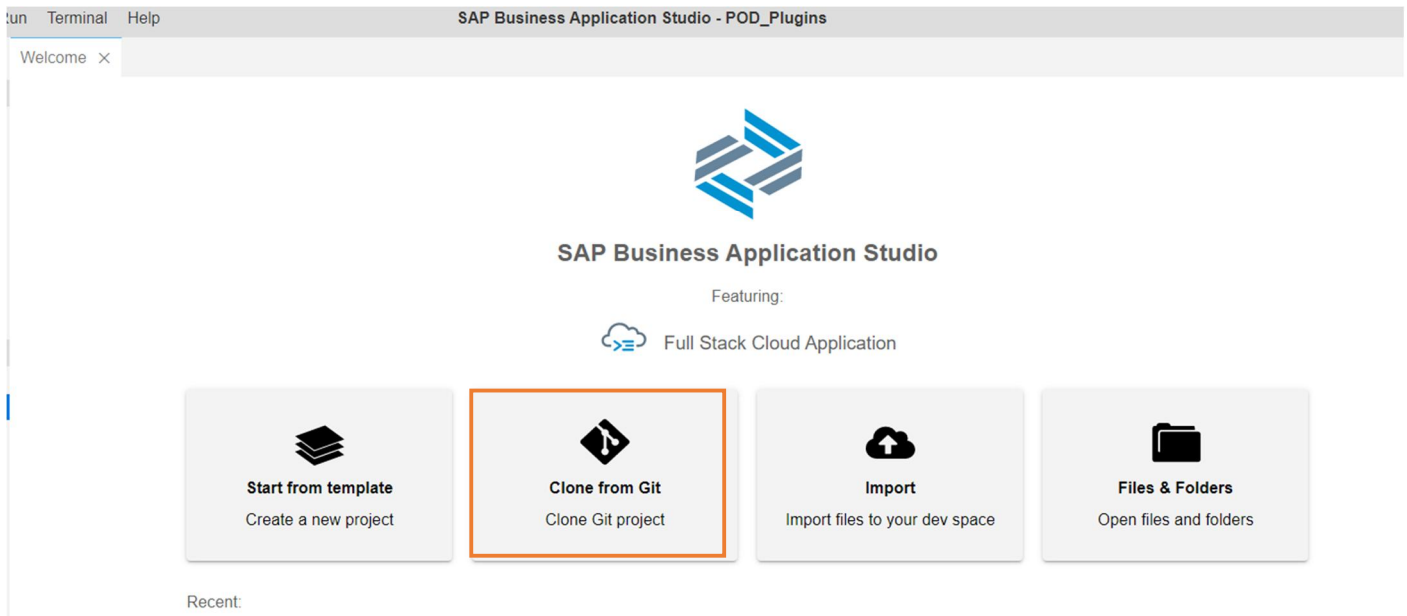 Terminal Help SAP Business Application Studio - POD_Plugins
Welcome
SAP Business Application Studio
Featuring:
Full Stack Cloud Application
Start from template
Create a new project
Clone from Git
Clone Git project
Import
Import files to your dev space
Files & Folders
Open files and folders
Recent: